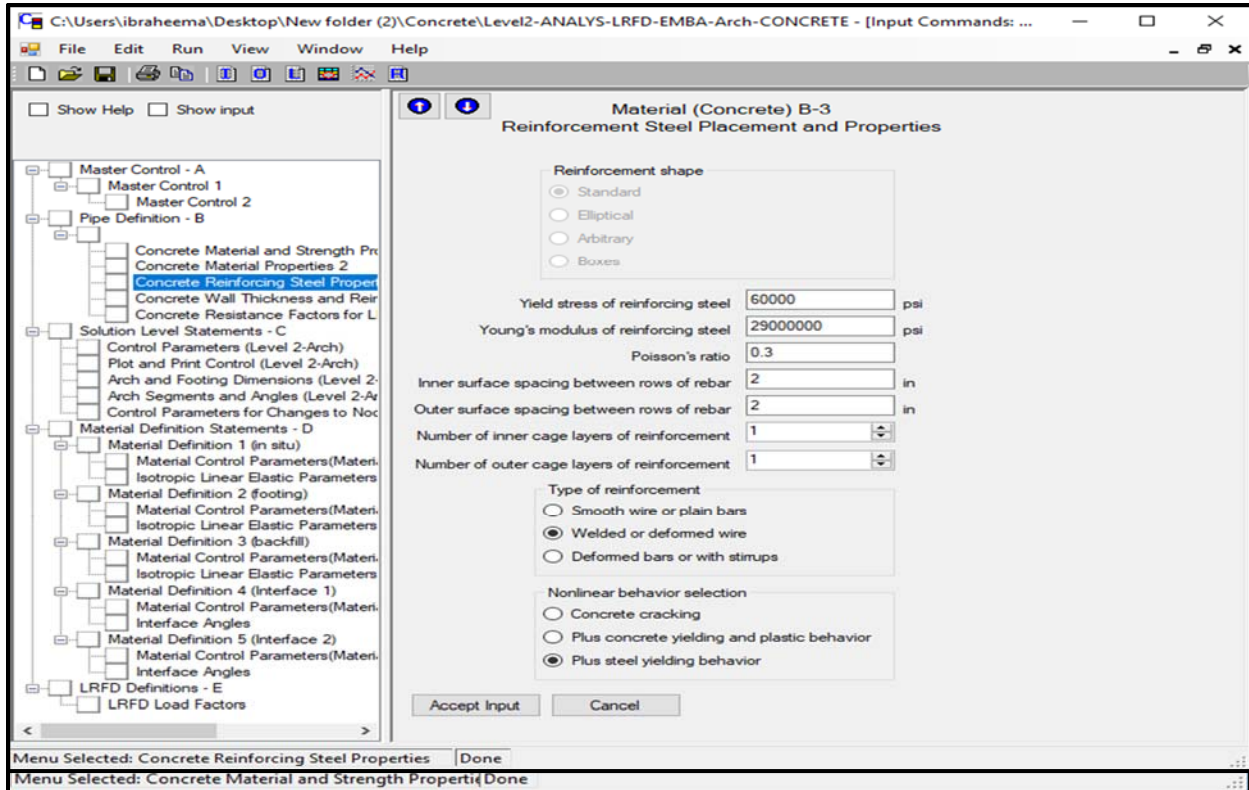 C:\Users\ibraheema\Desktop\New folder (2)\Concrete\Level2-ANALYS-LRFD-EMBA-Arch-CONCRETE - [Input Commands: ...
File Edit Run View Window Help
Show Help Show input
Master Control - A
Master Control 1
Master Control 2
Pipe Definition - B
Concrete Material and Strength Pro
Concrete Material Properties 2
Concrete Reinforcing Steel Propert
Concrete Wall Thickness and Rein
Concrete Resistance Factors for L
Solution Level Statements - C
Control Parameters (Level 2-Arch)
Plot and Print Control (Level 2-Arch)
Arch and Footing Dimensions (Level 2-
Arch Segments and Angles (Level 2-Ar
Control Parameters for Changes to Noc
Material Definition Statements - D
Material Definition 1 (in situ)
Material Control Parameters(Materi
Isotropic Linear Elastic Parameters
Material Definition 2 (footing)
Material Control Parameters(Materi
Isotropic Linear Elastic Parameters
Material Definition 3 (backfill)
Material Control Parameters(Materi
Isotropic Linear Elastic Parameters
Material Definition 4 (Interface 1)
Material Control Parameters(Materi
Interface Angles
Material Definition 5 (Interface 2)
Material Control Parameters(Materi
Interface Angles
LRFD Definitions - E
LRFD Load Factors
Material (Concrete) B-3
Reinforcement Steel Placement and Properties
Reinforcement shape
Standard
Elliptical
Arbitrary
Boxes
Yield stress of reinforcing steel 60000 psi
Young's modulus of reinforcing steel 29000000 psi
Poisson's ratio 0.3
Inner surface spacing between rows of rebar 2 in
Outer surface spacing between rows of rebar 2 in
Number of inner cage layers of reinforcement 1
Number of outer cage layers of reinforcement 1
Type of reinforcement
Smooth wire or plain bars
Welded or deformed wire
Deformed bars or with stirrups
Nonlinear behavior selection
Concrete cracking
Plus concrete yielding and plastic behavior
Plus steel yielding behavior
Accept Input Cancel
Menu Selected: Concrete Reinforcing Steel Properties Done
Menu Selected: Concrete Material and Strength Properti Done